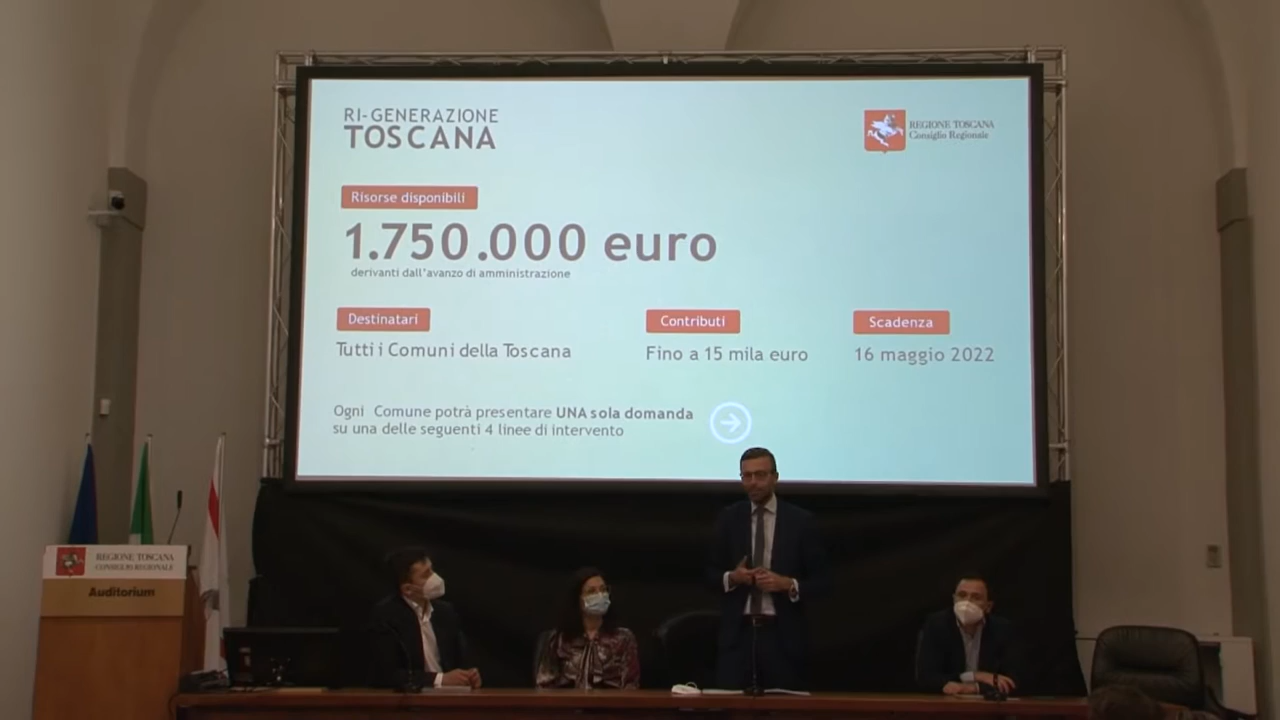 RI-GENERAZIONE
TOSCANA
REGIONE TOSCANA
Consiglio Regionale
Risorse disponibili
1.750.000 euro
derivanti dall'avanzo di amministrazione
Destinatari
Contributi
Scadenza
Tutti i Comuni della Toscana
Fino a 15 mila euro
16 maggio 2022
Ogni Comune potrà presentare UNA sola domanda
su una delle seguenti 4 linee di intervento
REGIONE TOSCANA
CONSIGLIO REGIONALE
Auditorium